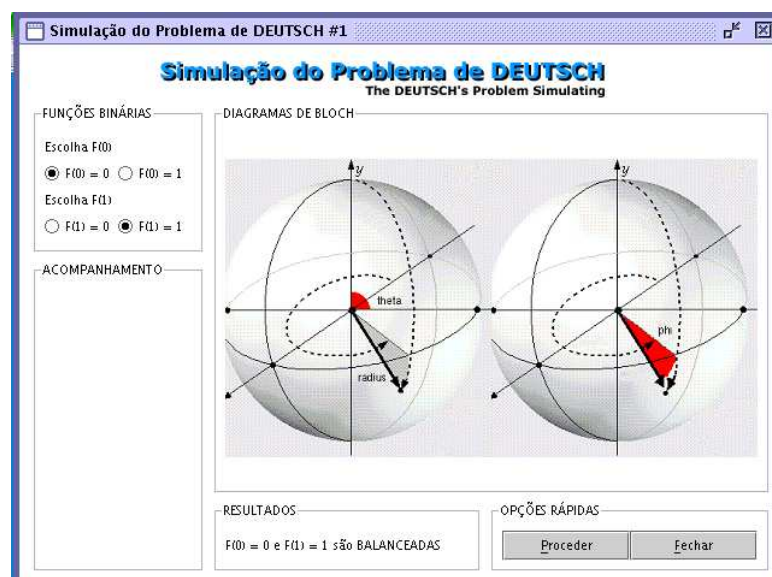 Simulação do Problema de DEUTSCH #1
Simulação do Problema de DEUTSCH
The DEUTSCH's Problem Simulating
FUNÇÕES BINÁRIAS
Escolha F(0)
F(0) = 0 F(0) = 1
Escolha F(1)
F(1) = 0 F(1) = 1
ACOMPANHAMENTO
DIAGRAMAS DE BLOCH
y
theta
radius
y
phi
RESULTADOS
F(0) = 0 e F(1) = 1 são BALANCEADAS
OPÇÕES RÁPIDAS
Proceder Fechar